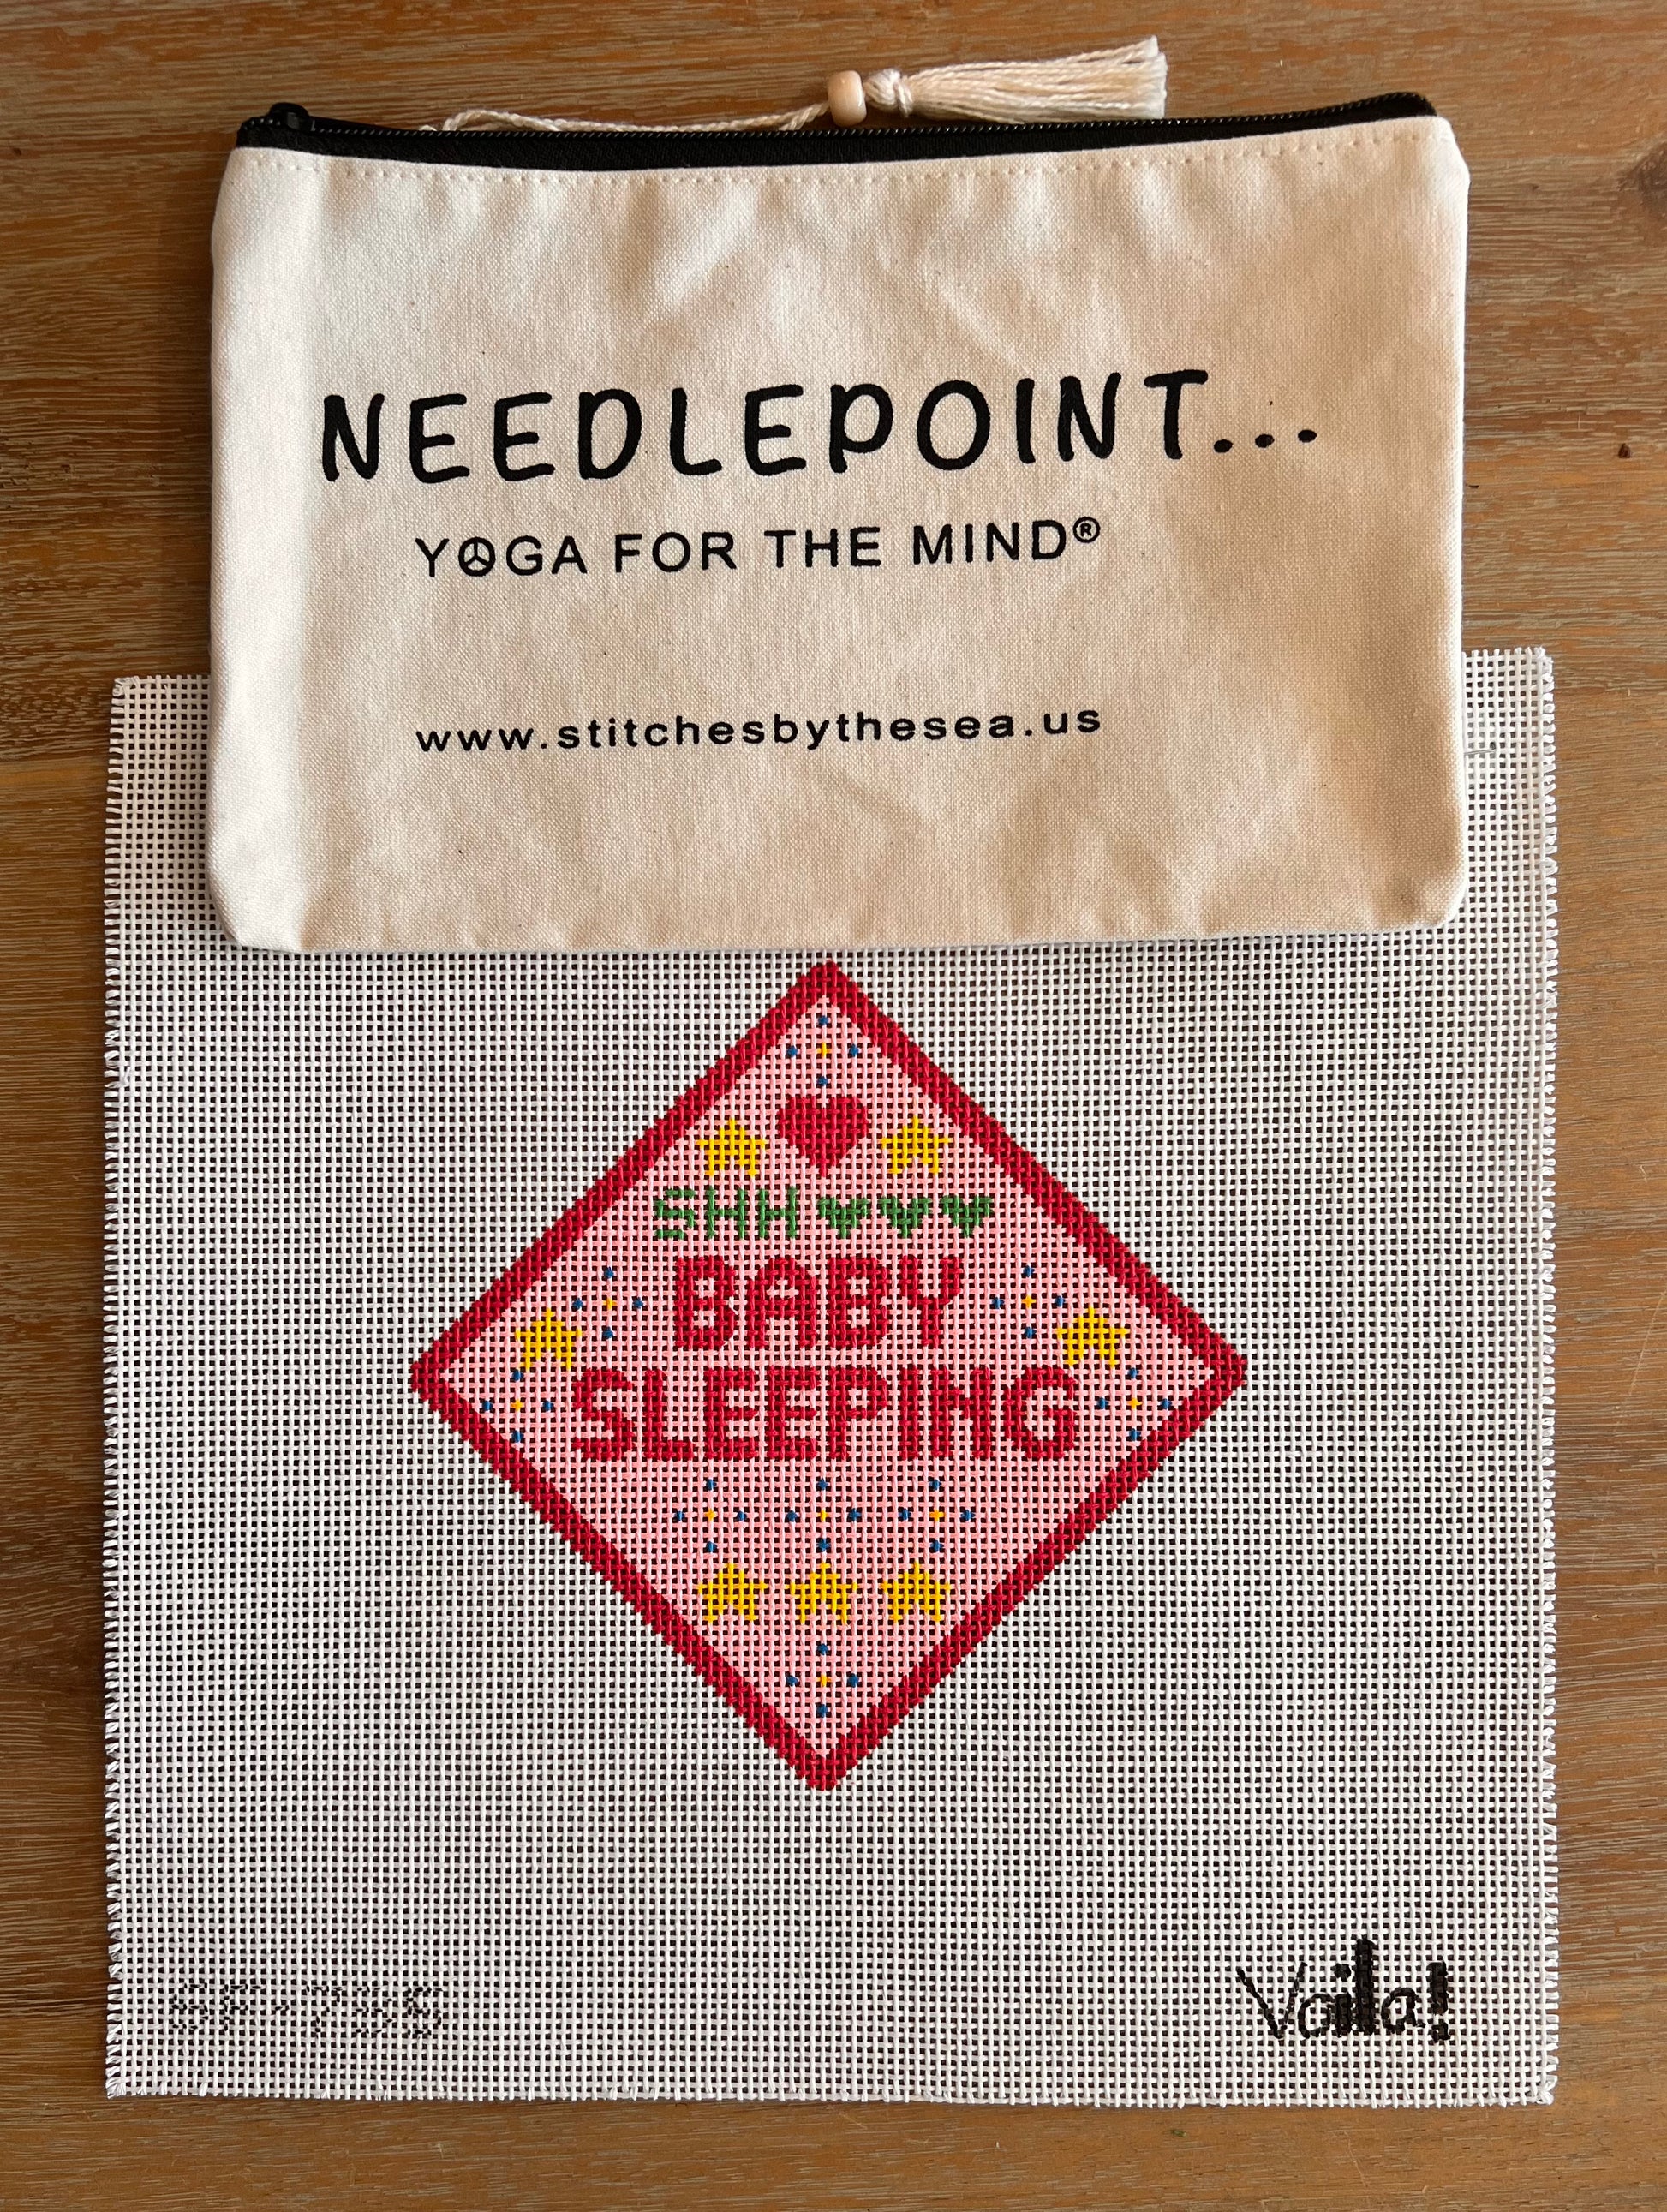 NEEDLEPOINT...
YOGA FOR THE MIND®
www.stitchesbythesea.us
SHH
BABY
SLEEPING
Voila!